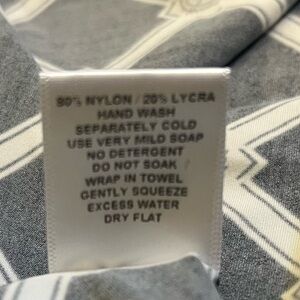 80% NYLON / 20% LYCRA
HAND WASH
SEPARATELY COLD
USE VERY MILD SOAP
NO DETERGENT
DO NOT SOAK
WRAP IN TOWEL
GENTLY SQUEEZE
EXCESS WATER
DRY FLAT